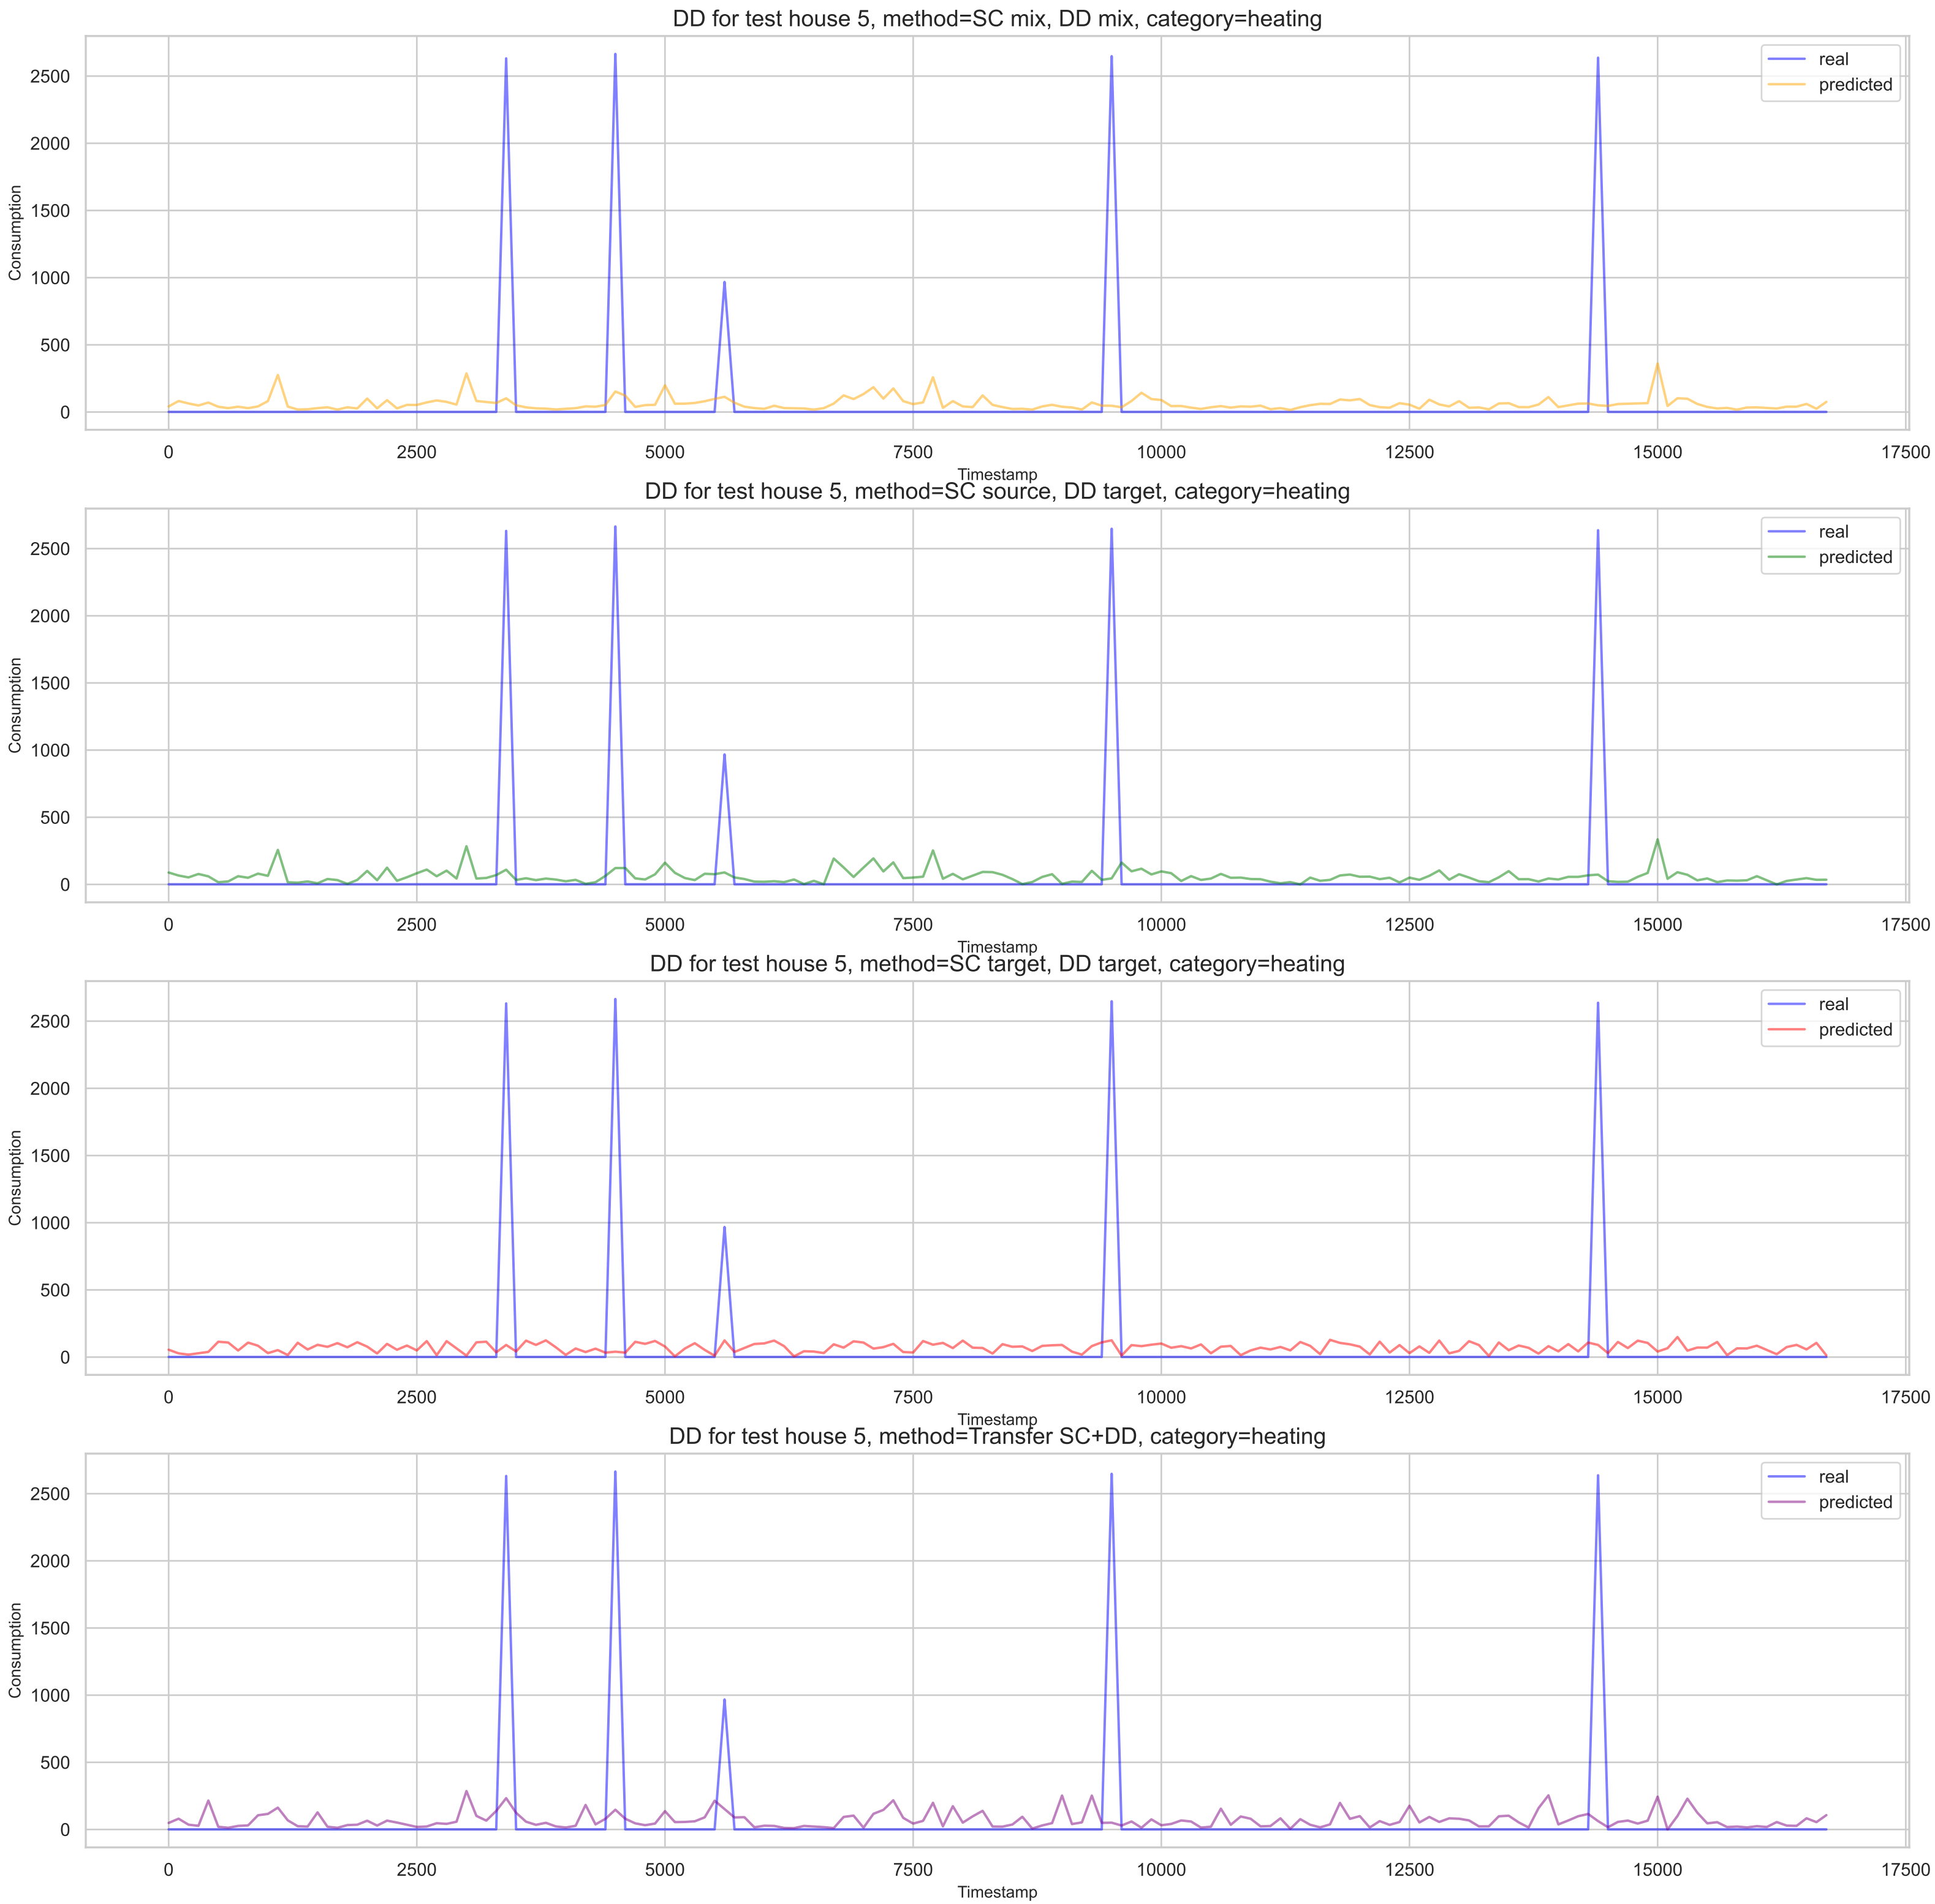 DD for test house 5, method=SC mix, DD mix, category=heating
real
predicted
Consumption
2500
2000
1500
1000
500
0
0 2500 5000 7500 10000 12500 15000 17500
Timestamp
DD for test house 5, method=SC source, DD target, category=heating
real
predicted
Consumption
2500
2000
1500
1000
500
0
0 2500 5000 7500 10000 12500 15000 17500
Timestamp
DD for test house 5, method=SC target, DD target, category=heating
real
predicted
Consumption
2500
2000
1500
1000
500
0
0 2500 5000 7500 10000 12500 15000 17500
Timestamp
DD for test house 5, method=Transfer SC+DD, category=heating
real
predicted
Consumption
2500
2000
1500
1000
500
0
0 2500 5000 7500 10000 12500 15000 17500
Timestamp